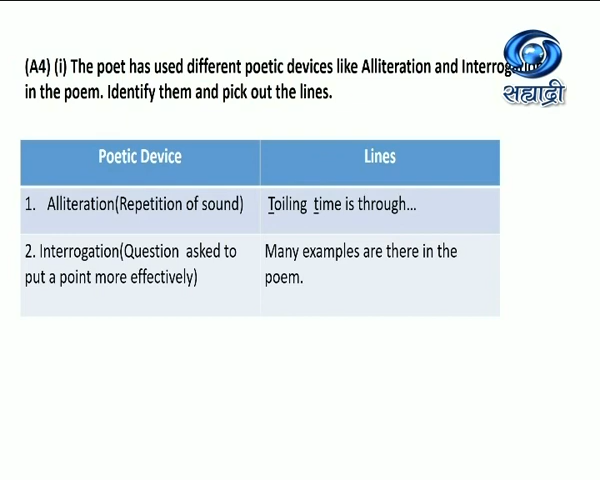 (A4) (i) The poet has used different poetic devices like Alliteration and Interrogation
in the poem. Identify them and pick out the lines.
सह्याद्री
Poetic Device Lines
1. Alliteration(Repetition of sound) Toiling time is through...
2. Interrogation(Question asked to Many examples are there in the
put a point more effectively) poem.